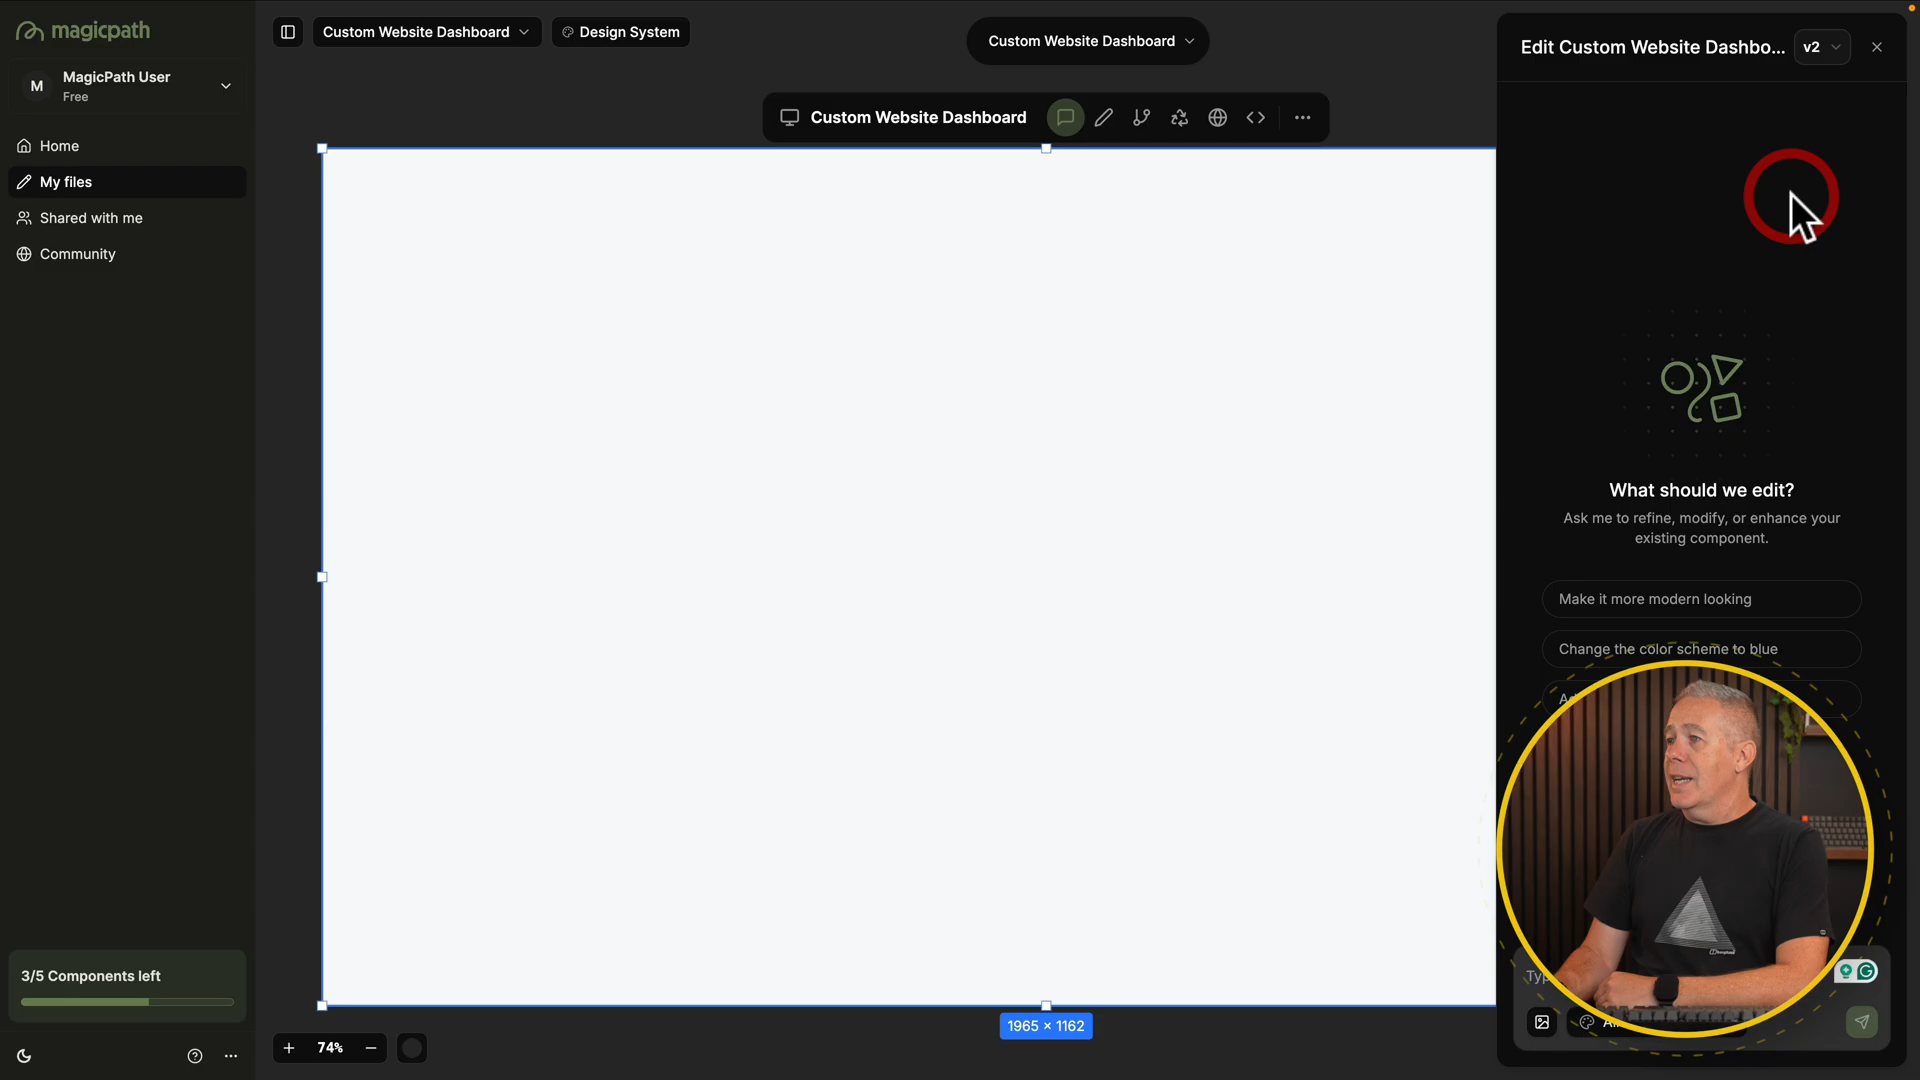 magicpath
M
MagicPath User
Free
Home
My files
Shared with me
Community
3/5 Components left
Custom Website Dashboard
Design System
Custom Website Dashboard
Custom Website Dashboard
1965 × 1162
74%
Edit Custom Website Dashbo...
v2
What should we edit?
Ask me to refine, modify, or enhance your
existing component.
Make it more modern looking
Change the color scheme to blue